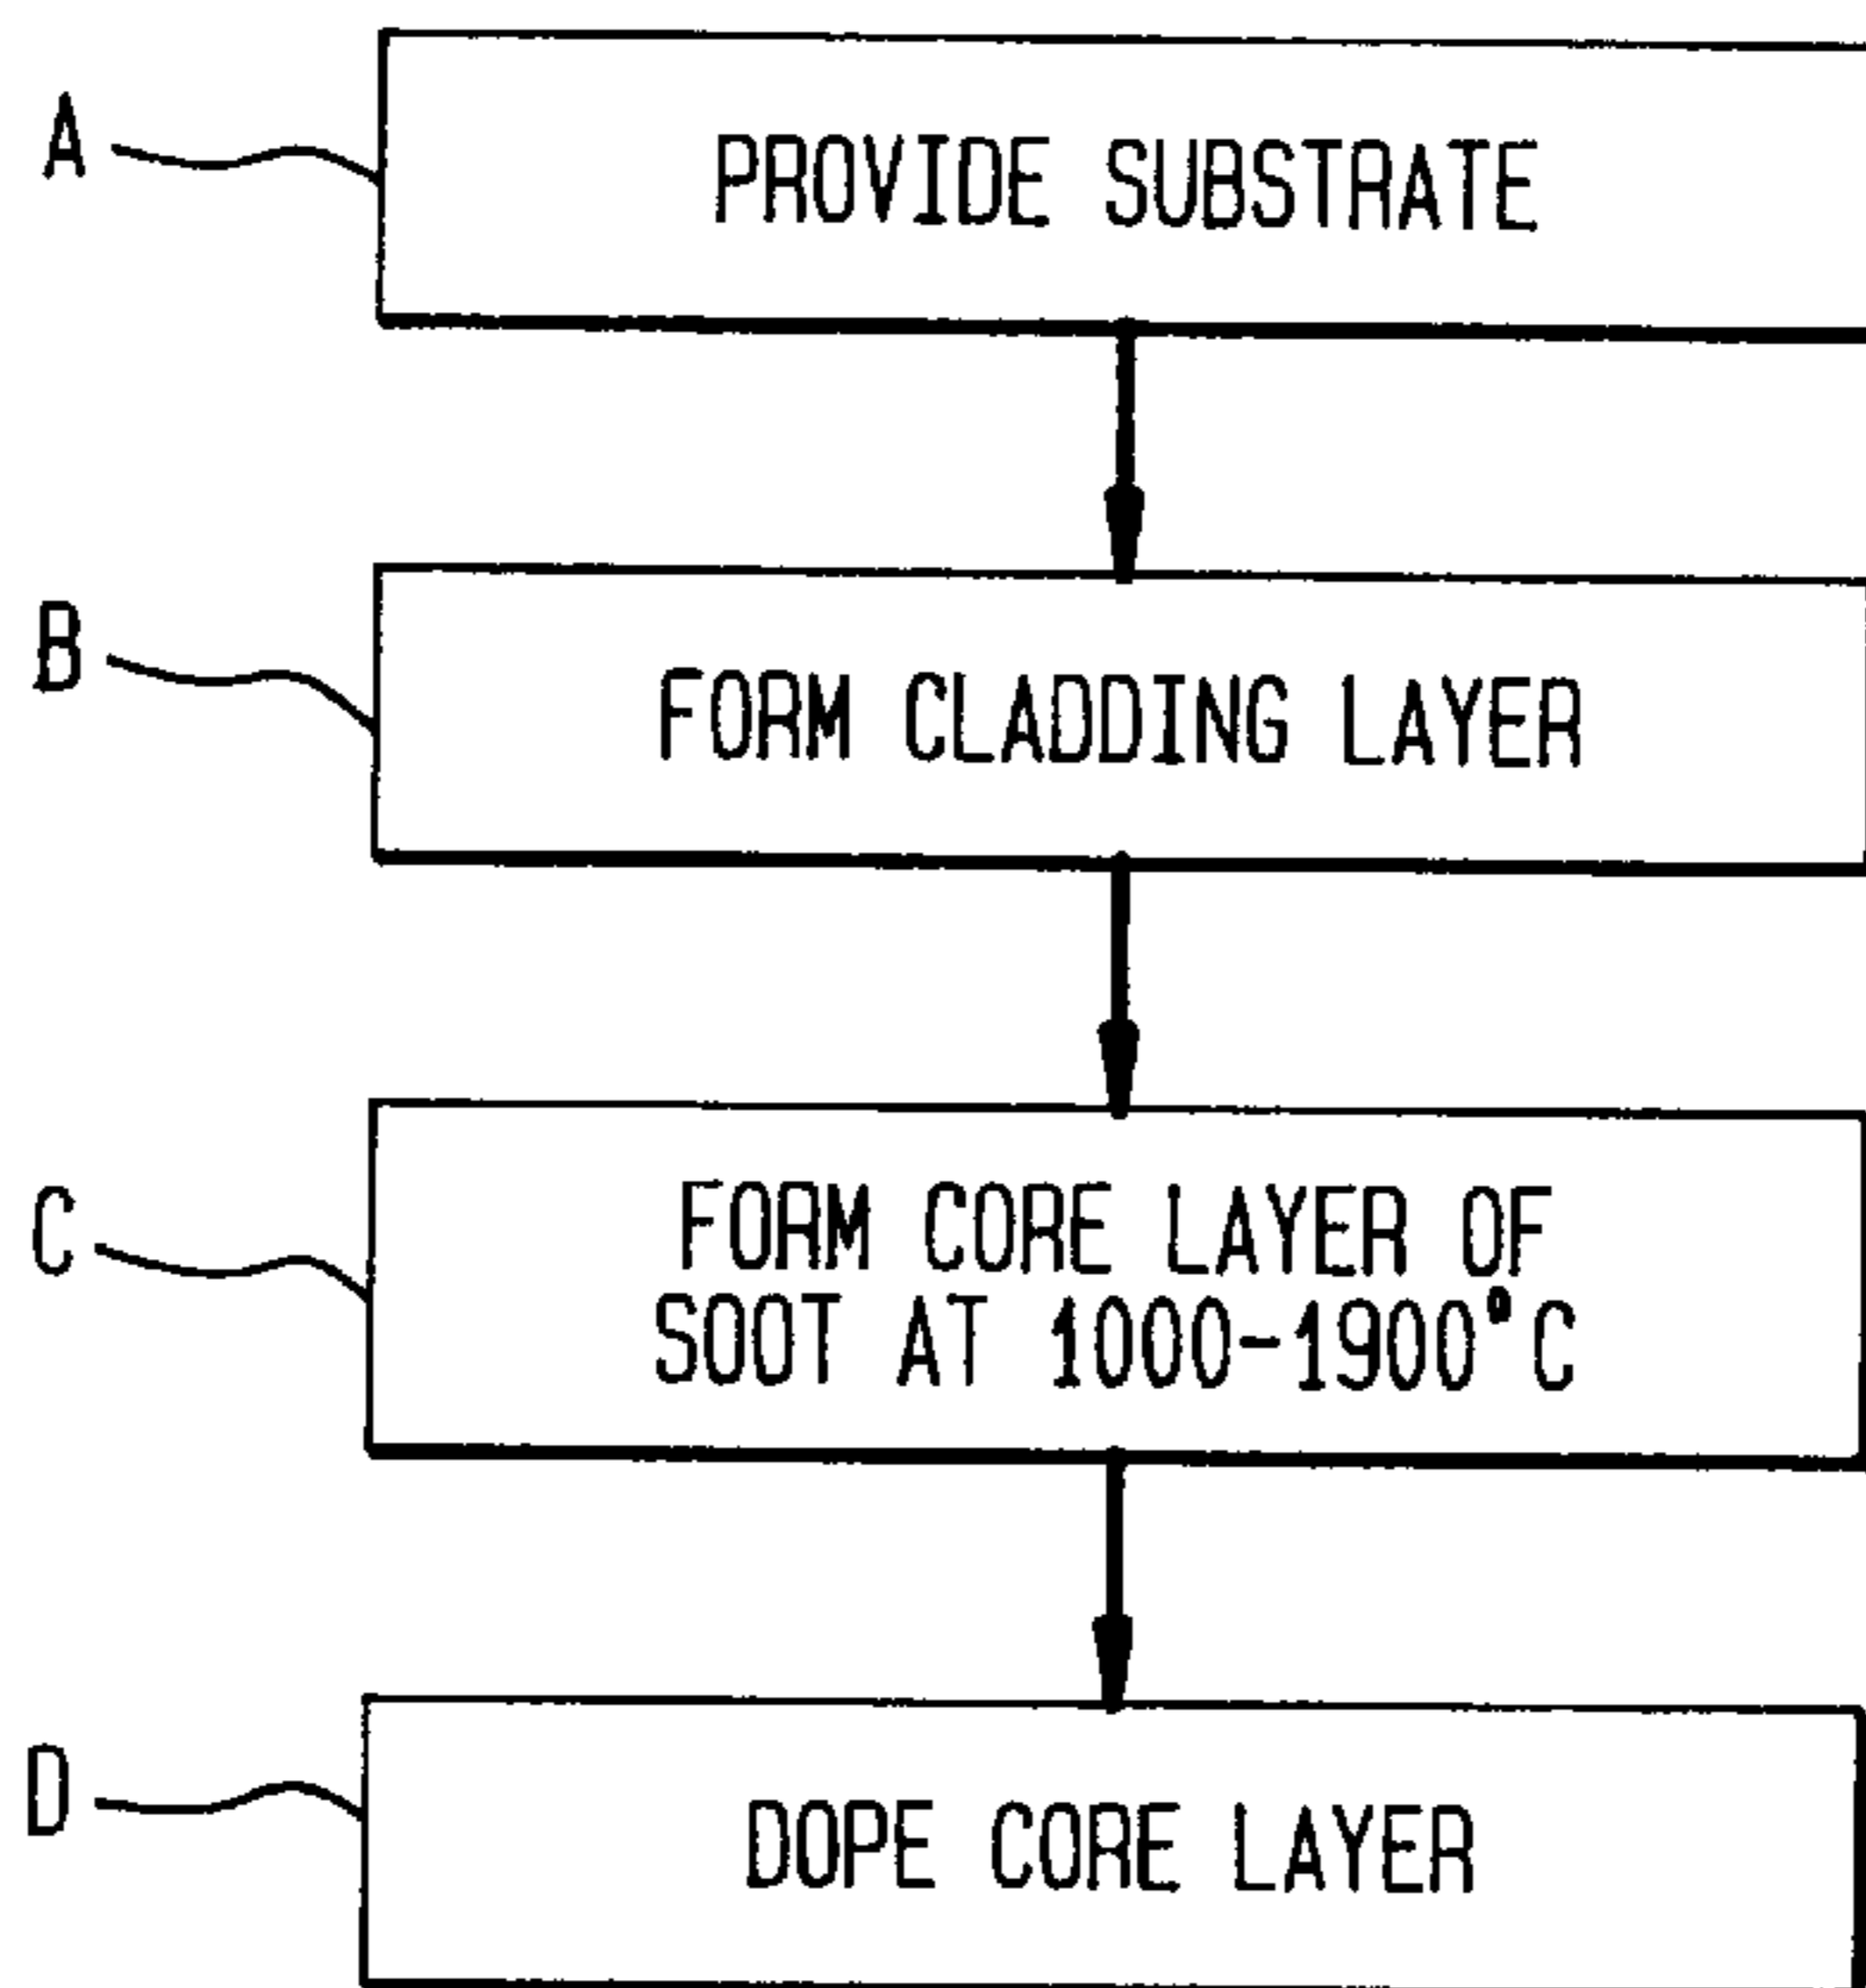 A
PROVIDE SUBSTRATE
B
FORM CLADDING LAYER
C
FORM CORE LAYER OF
SOOT AT 1000-1900°C
D
DOPE CORE LAYER